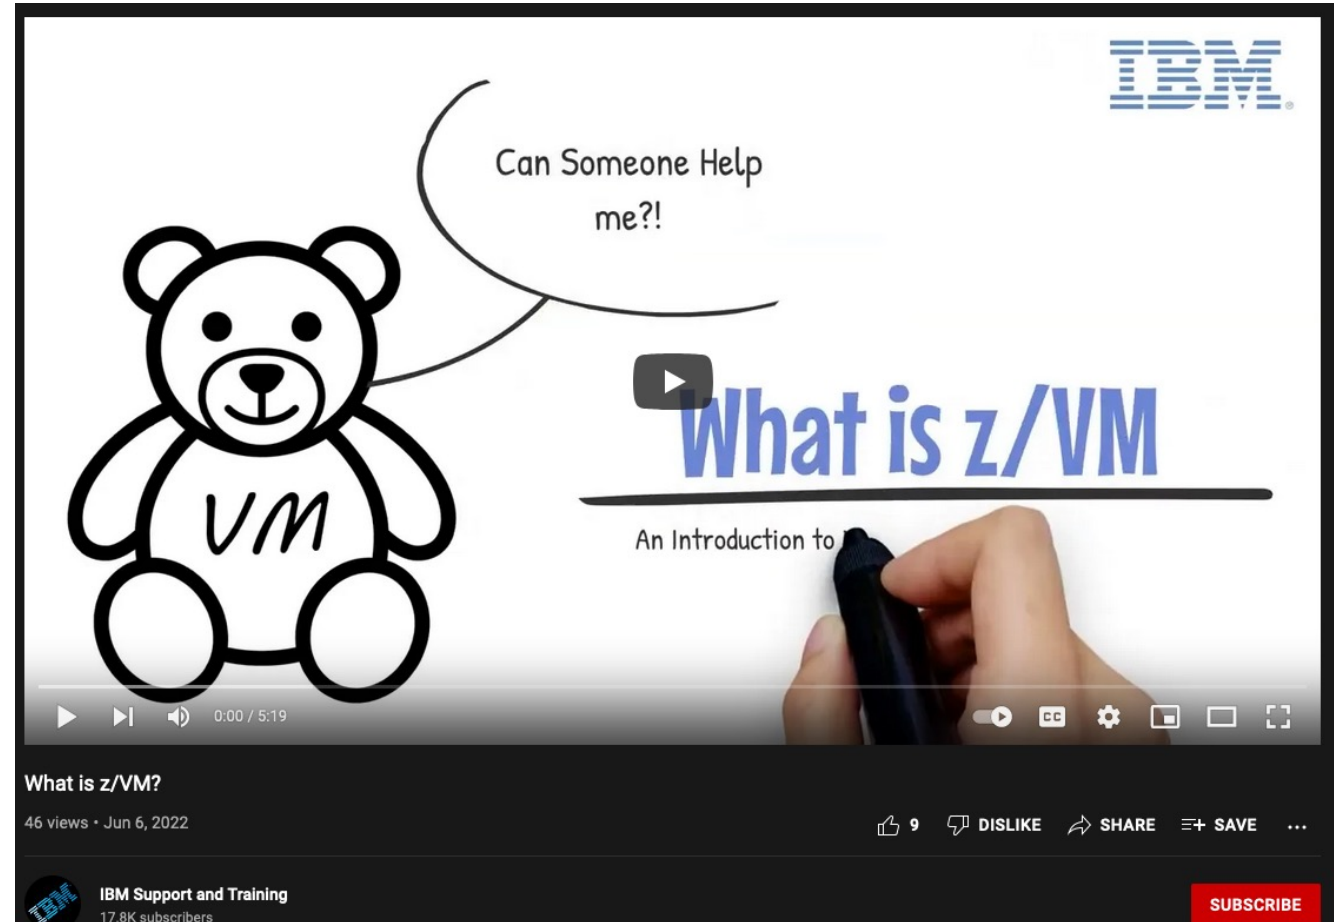 IBM
Can Someone Help
me?!
What is z/VM
An Introduction to
VM
0:00 / 5:19
CC
What is z/VM?
46 views • Jun 6, 2022
9 DISLIKE SHARE SAVE
IBM
IBM Support and Training
17.8K subscribers
SUBSCRIBE